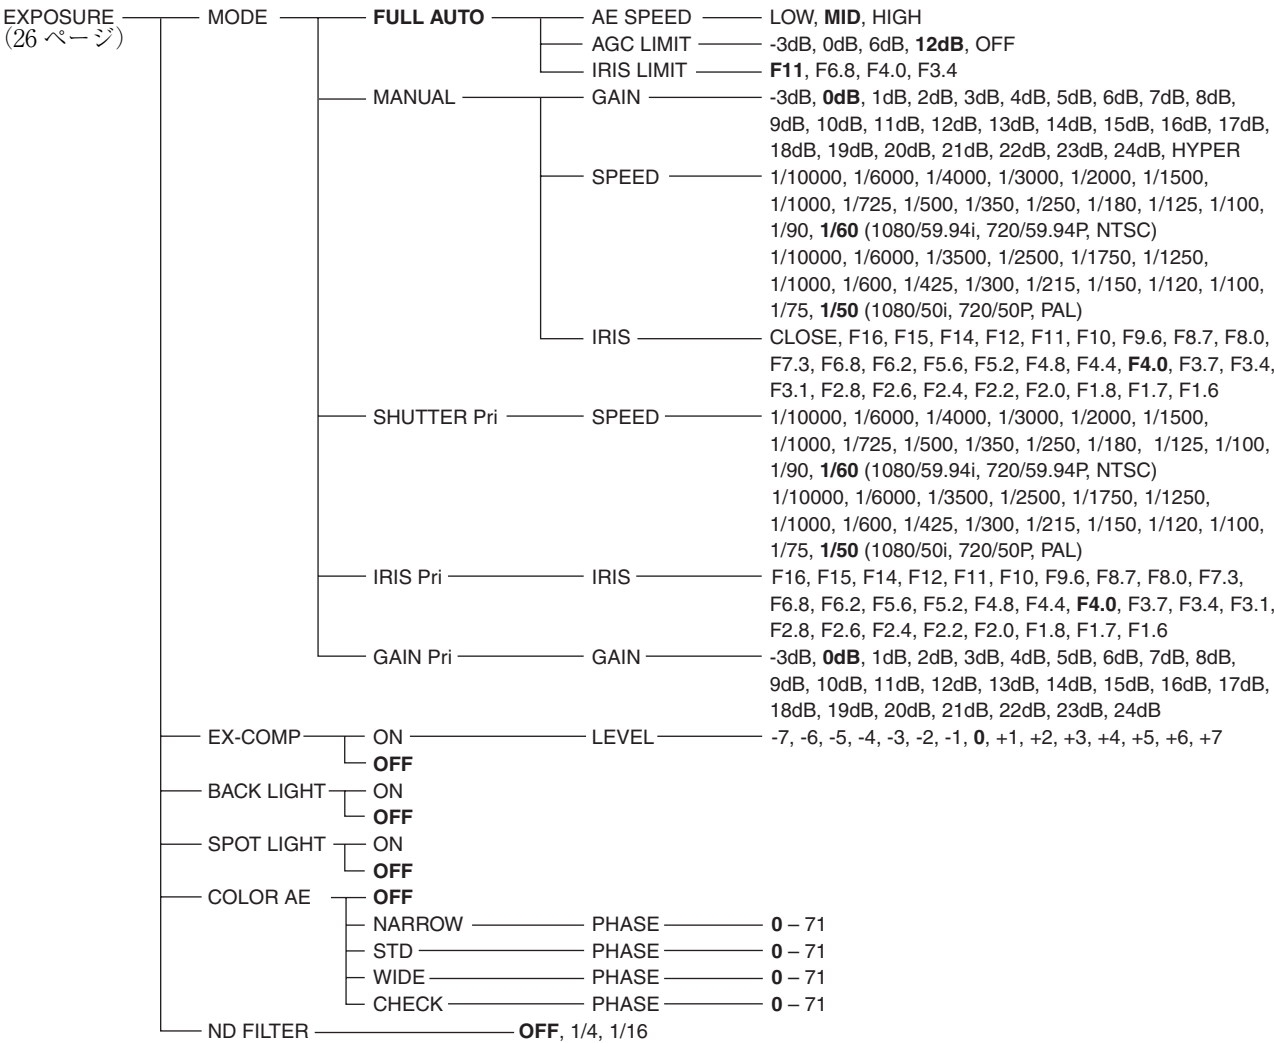 EXPOSURE MODE FULL AUTO AE SPEED LOW, MID, HIGH
(26 ページ) AGC LIMIT -3dB, 0dB, 6dB, 12dB, OFF
IRIS LIMIT F11, F6.8, F4.0, F3.4
MANUAL GAIN -3dB, 0dB, 1dB, 2dB, 3dB, 4dB, 5dB, 6dB, 7dB, 8dB,
9dB, 10dB, 11dB, 12dB, 13dB, 14dB, 15dB, 16dB, 17dB,
18dB, 19dB, 20dB, 21dB, 22dB, 23dB, 24dB, HYPER
SPEED 1/10000, 1/6000, 1/4000, 1/3000, 1/2000, 1/1500,
1/1000, 1/725, 1/500, 1/350, 1/250, 1/180, 1/125, 1/100,
1/90, 1/60 (1080/59.94i, 720/59.94P, NTSC)
1/10000, 1/6000, 1/3500, 1/2500, 1/1750, 1/1250,
1/1000, 1/600, 1/425, 1/300, 1/215, 1/150, 1/120, 1/100,
1/75, 1/50 (1080/50i, 720/50P, PAL)
IRIS CLOSE, F16, F15, F14, F12, F11, F10, F9.6, F8.7, F8.0,
F7.3, F6.8, F6.2, F5.6, F5.2, F4.8, F4.4, F4.0, F3.7, F3.4,
F3.1, F2.8, F2.6, F2.4, F2.2, F2.0, F1.8, F1.7, F1.6
SHUTTER Pri SPEED 1/10000, 1/6000, 1/4000, 1/3000, 1/2000, 1/1500,
1/1000, 1/725, 1/500, 1/350, 1/250, 1/180, 1/125, 1/100,
1/90, 1/60 (1080/59.94i, 720/59.94P, NTSC)
1/10000, 1/6000, 1/3500, 1/2500, 1/1750, 1/1250,
1/1000, 1/600, 1/425, 1/300, 1/215, 1/150, 1/120, 1/100,
1/75, 1/50 (1080/50i, 720/50P, PAL)
IRIS Pri IRIS F16, F15, F14, F12, F11, F10, F9.6, F8.7, F8.0, F7.3,
F6.8, F6.2, F5.6, F5.2, F4.8, F4.4, F4.0, F3.7, F3.4, F3.1,
F2.8, F2.6, F2.4, F2.2, F2.0, F1.8, F1.7, F1.6
GAIN Pri GAIN -3dB, 0dB, 1dB, 2dB, 3dB, 4dB, 5dB, 6dB, 7dB, 8dB,
9dB, 10dB, 11dB, 12dB, 13dB, 14dB, 15dB, 16dB, 17dB,
18dB, 19dB, 20dB, 21dB, 22dB, 23dB, 24dB
EX-COMP ON LEVEL -7, -6, -5, -4, -3, -2, -1, 0, +1, +2, +3, +4, +5, +6, +7
OFF
BACK LIGHT ON
OFF
SPOT LIGHT ON
OFF
COLOR AE OFF
NARROW PHASE 0 – 71
STD PHASE 0 – 71
WIDE PHASE 0 – 71
CHECK PHASE 0 – 71
ND FILTER OFF, 1/4, 1/16